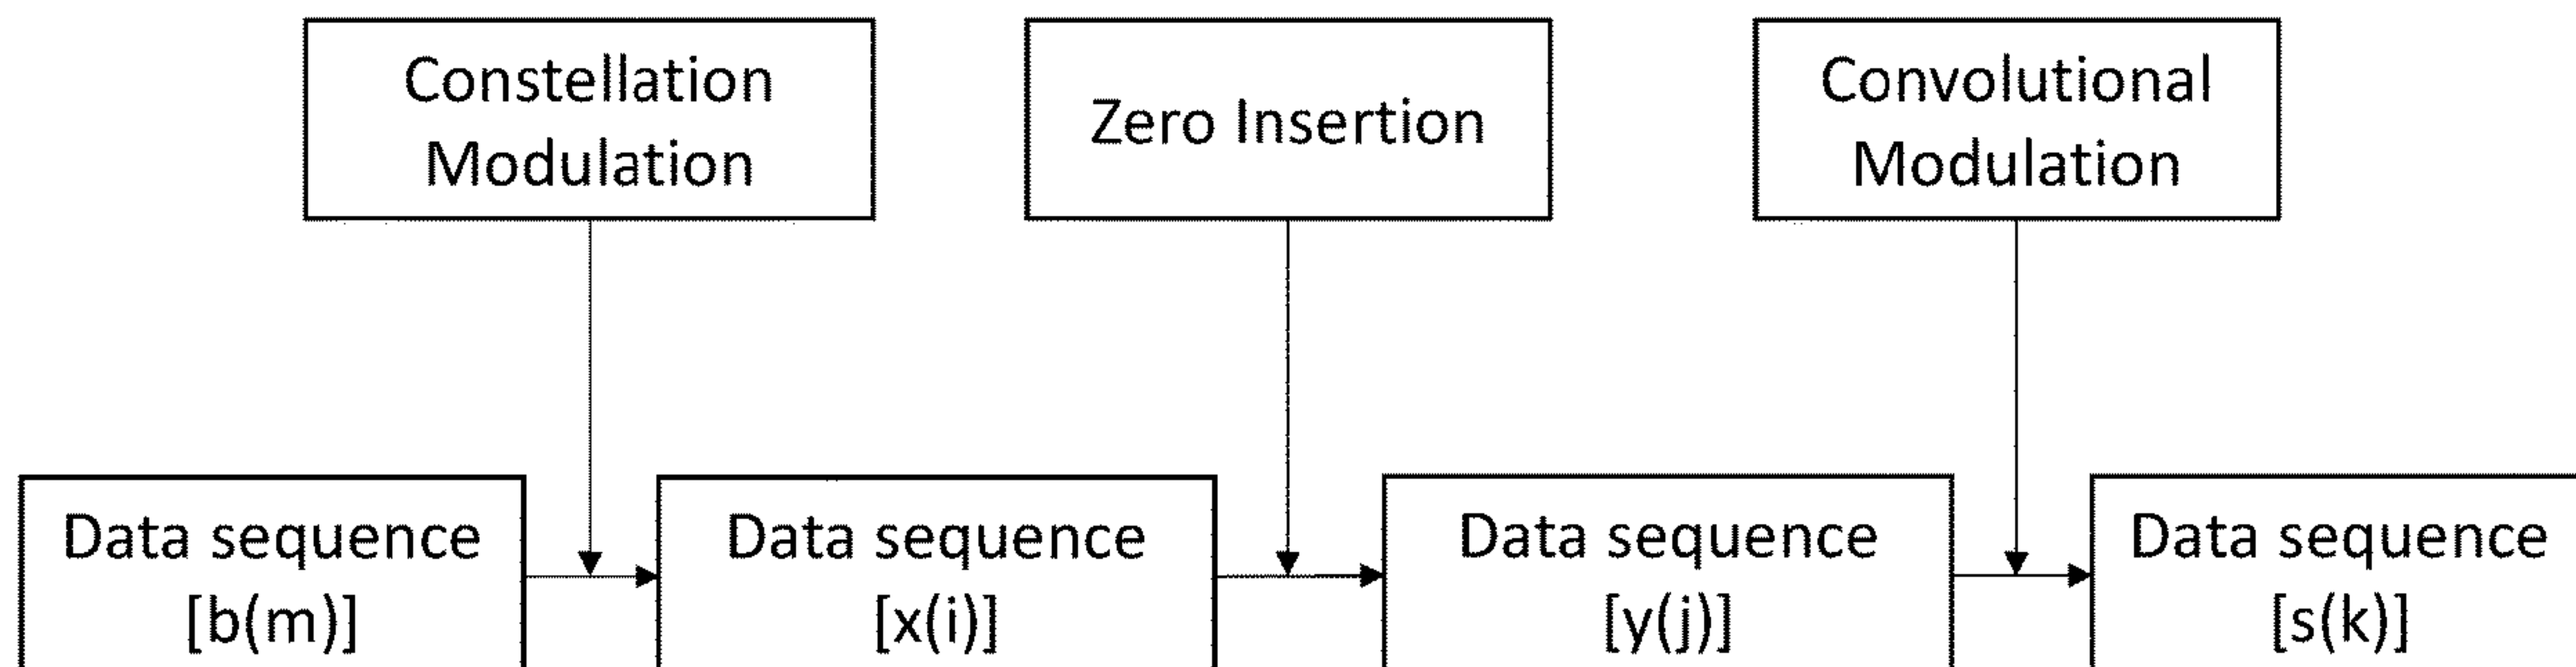 Constellation
Modulation
Zero Insertion
Convolutional
Modulation
Data sequence
[b(m)]
Data sequence
[x(i)]
Data sequence
[y(j)]
Data sequence
[s(k)]